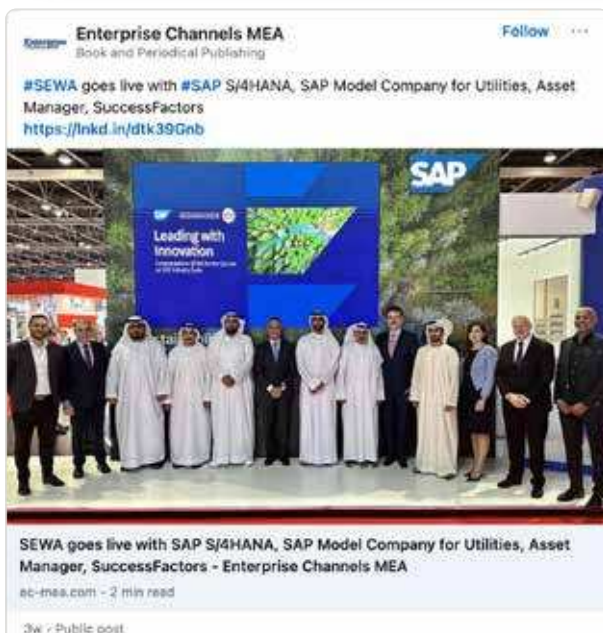 Enterprise Channels MEA
Follow
Book and Periodical Publishing
#SEWA goes live with #SAP S/4HANA, SAP Model Company for Utilities, Asset
Manager, SuccessFactors
https://lnkd.in/dtk39Gnb
SAP
SAP
Leading with
Innovation
SEWA goes live with SAP S/4HANA, SAP Model Company for Utilities, Asset
Manager, SuccessFactors - Enterprise Channels MEA
ec-mea.com - 2 min read
3w - Public post